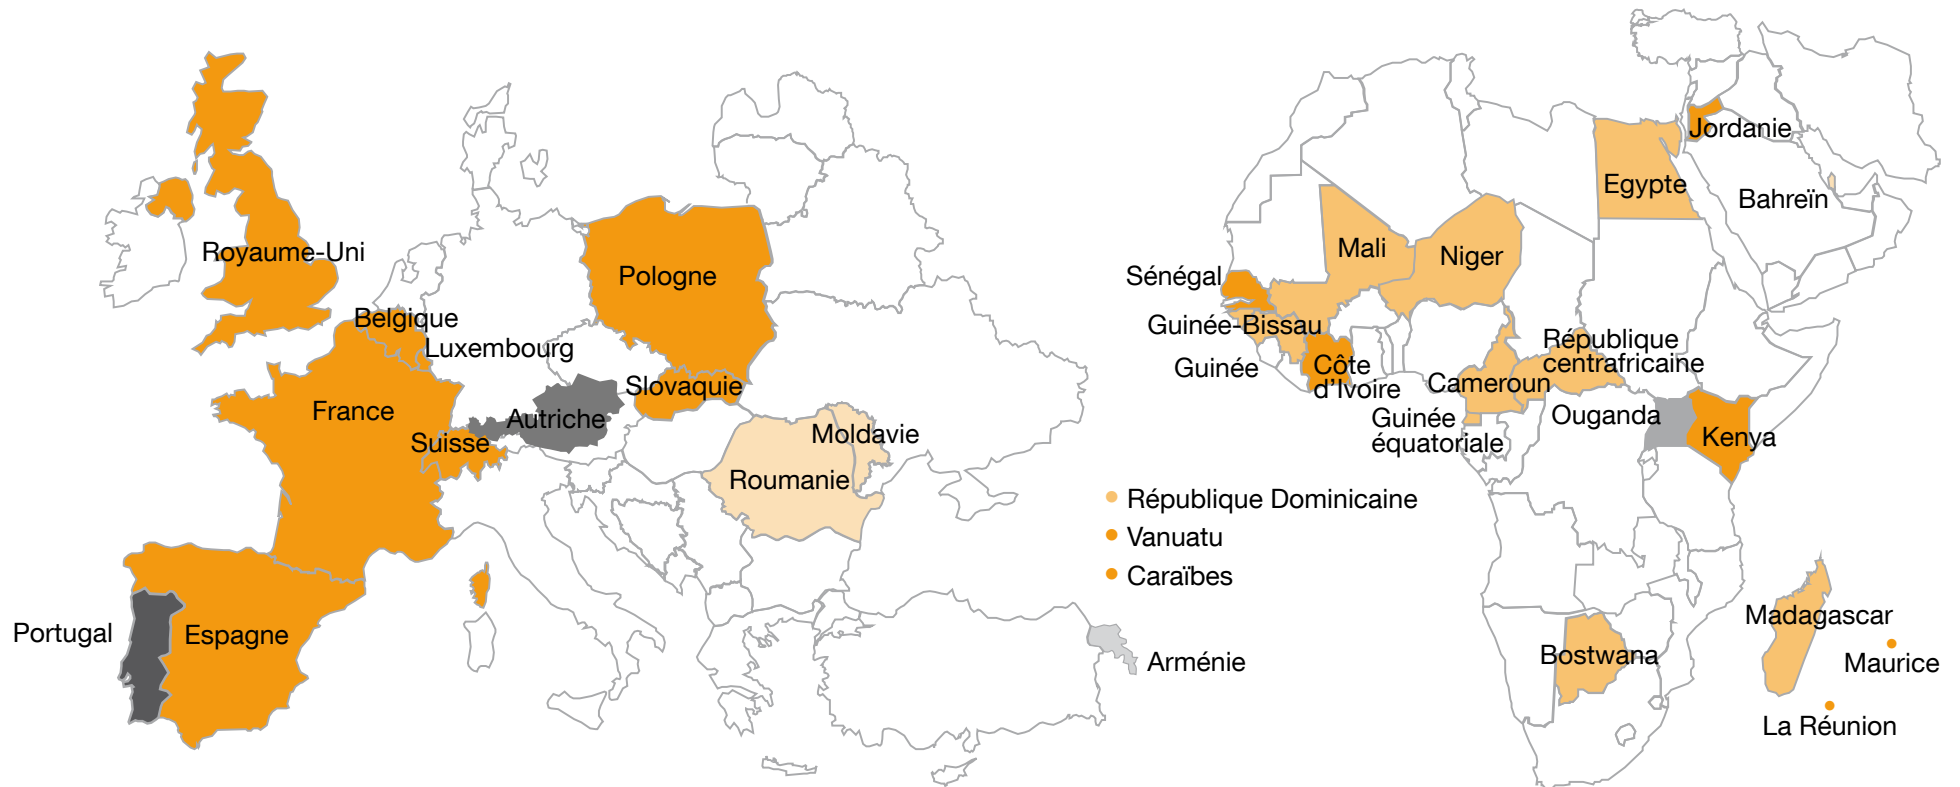 Royaume-Uni
Pologne
Belgique
Luxembourg
Slovaquie
France
Autriche
Suisse
Moldavie
Roumanie
Portugal
Espagne
Arménie
République Dominicaine
Vanuatu
Caraïbes
Jordanie
Egypte
Bahreïn
Mali
Niger
Sénégal
Guinée-Bissau
Guinée
Côte
d'Ivoire
République
centrafricaine
Cameroun
Guinée
équatoriale
Ouganda
Kenya
Madagascar
Bostwana
Maurice
La Réunion